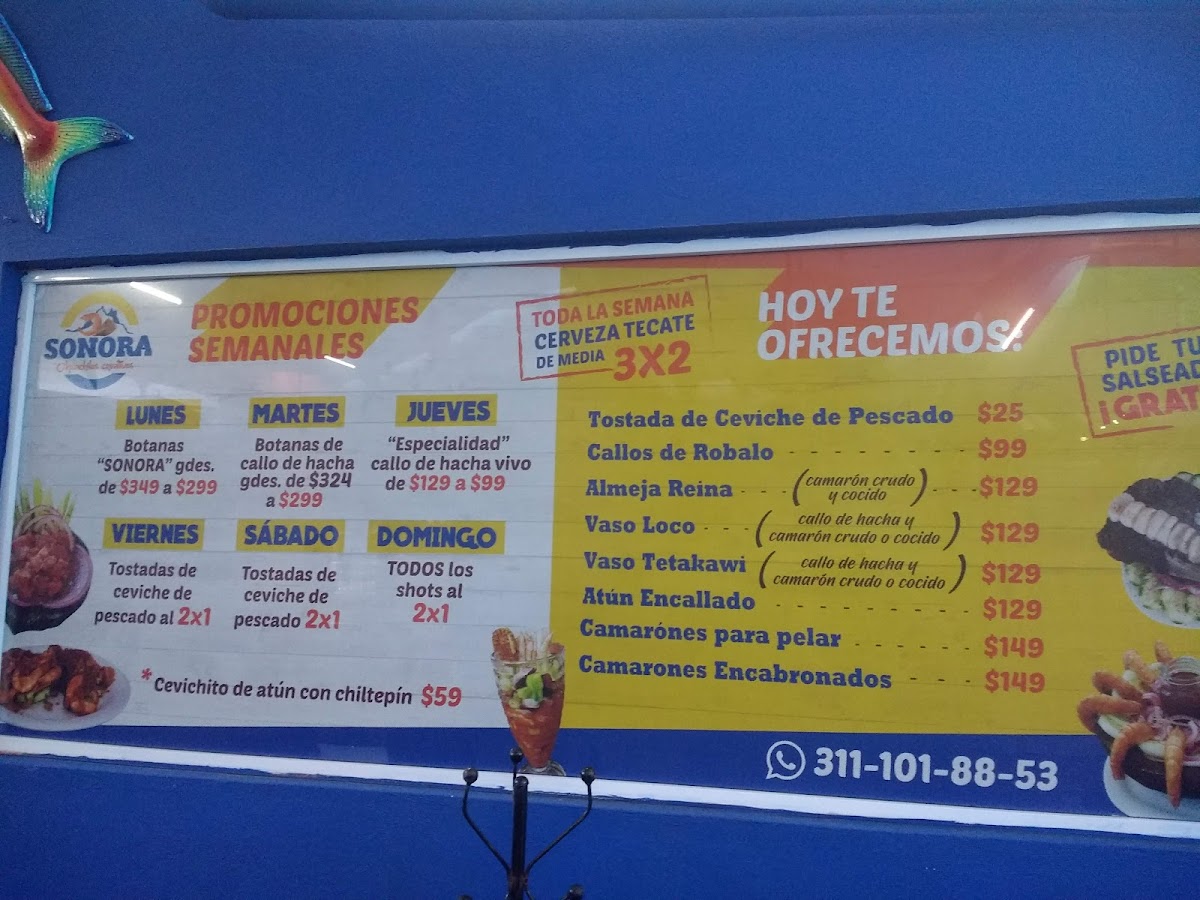 SONORA
PROMOCIONES
SEMANALES
TODA LA SEMANA
CERVEZA TECATE
DE MEDIA 3X2
LUNES
Botanas
“SONORA” gdes.
de $349 a $299
MARTES
Botanas de
callo de hacha
gdes. de $324
a $299
JUEVES
“Especialidad”
callo de hacha vivo
de $129 a $99
VIERNES
Tostadas de
ceviche de
pescado al 2x1
SÁBADO
Tostadas de
ceviche de
pescado 2x1
DOMINGO
TODOS los
shots al
2x1
*Cevichito de atún con chiltepín $59
HOY TE
OFRECEMOS:
PIDE TU
SALSEAD
¡GRAT
Tostada de Ceviche de Pescado $25
Callos de Robalo - - - - - - - - - - $99
Almeja Reina - - - (camarón crudo y cocido) - - - $129
Vaso Loco - - (callo de hacha y camarón crudo o cocido) $129
Vaso Tetakawi (callo de hacha y camarón crudo o cocido) $129
Atún Encallado - - - - - - - - - - $129
Camarónes para pelar - - - - - - $149
Camarones Encabronados - - - $149
311-101-88-53